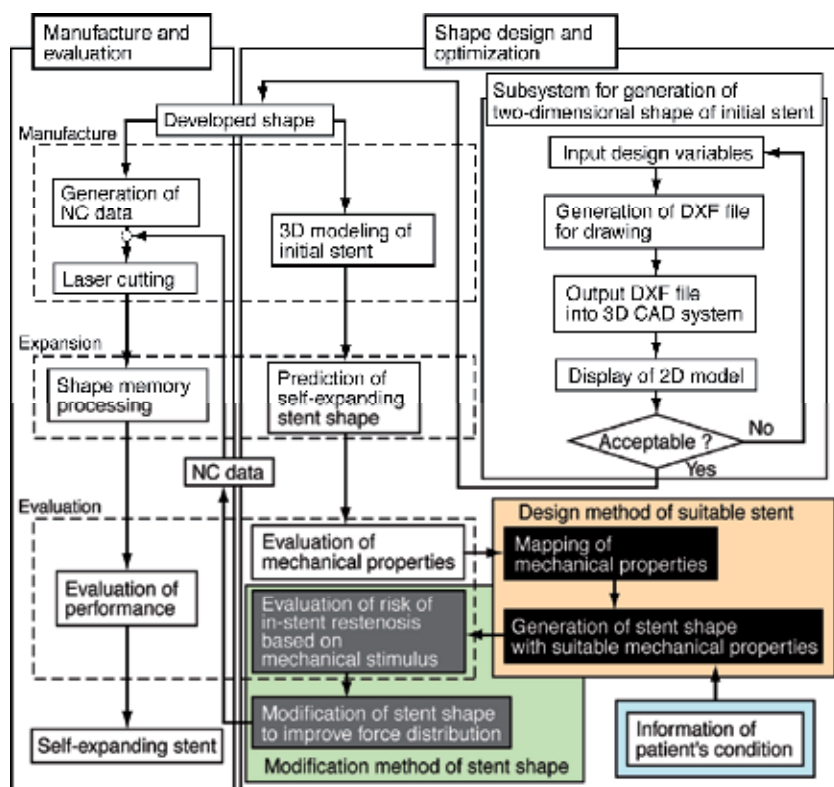 Manufacture and
evaluation
Shape design and
optimization
Subsystem for generation of
two-dimensional shape of initial stent
Developed shape
Manufacture
Input design variables
Generation of
NC data
Generation of DXF file
for drawing
3D modeling of
initial stent
Laser cutting
Output DXF file
into 3D CAD system
Expansion
Shape memory
processing
Prediction of
self-expanding
stent shape
Display of 2D model
Acceptable ?
No
Yes
NC data
Evaluation
Design method of suitable stent
Evaluation of
mechanical properties
Mapping of
mechanical properties
Evaluation of
performance
Evaluation of risk of
in-stent restenosis
based on
mechanical stimulus
Generation of stent shape
with suitable mechanical properties
Modification of stent shape
to improve force distribution
Self-expanding stent
Information of
patient's condition
Modification method of stent shape